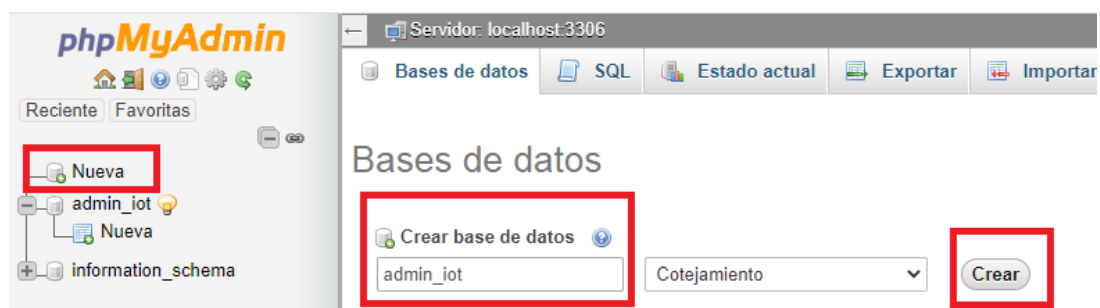 phpMyAdmin
Reciente Favoritas
Nueva
admin_iot
Nueva
information_schema
Servidor: localhost:3306
Bases de datos SQL Estado actual Exportar Importar
Bases de datos
Crear base de datos
admin_iot Cotejamiento Crear